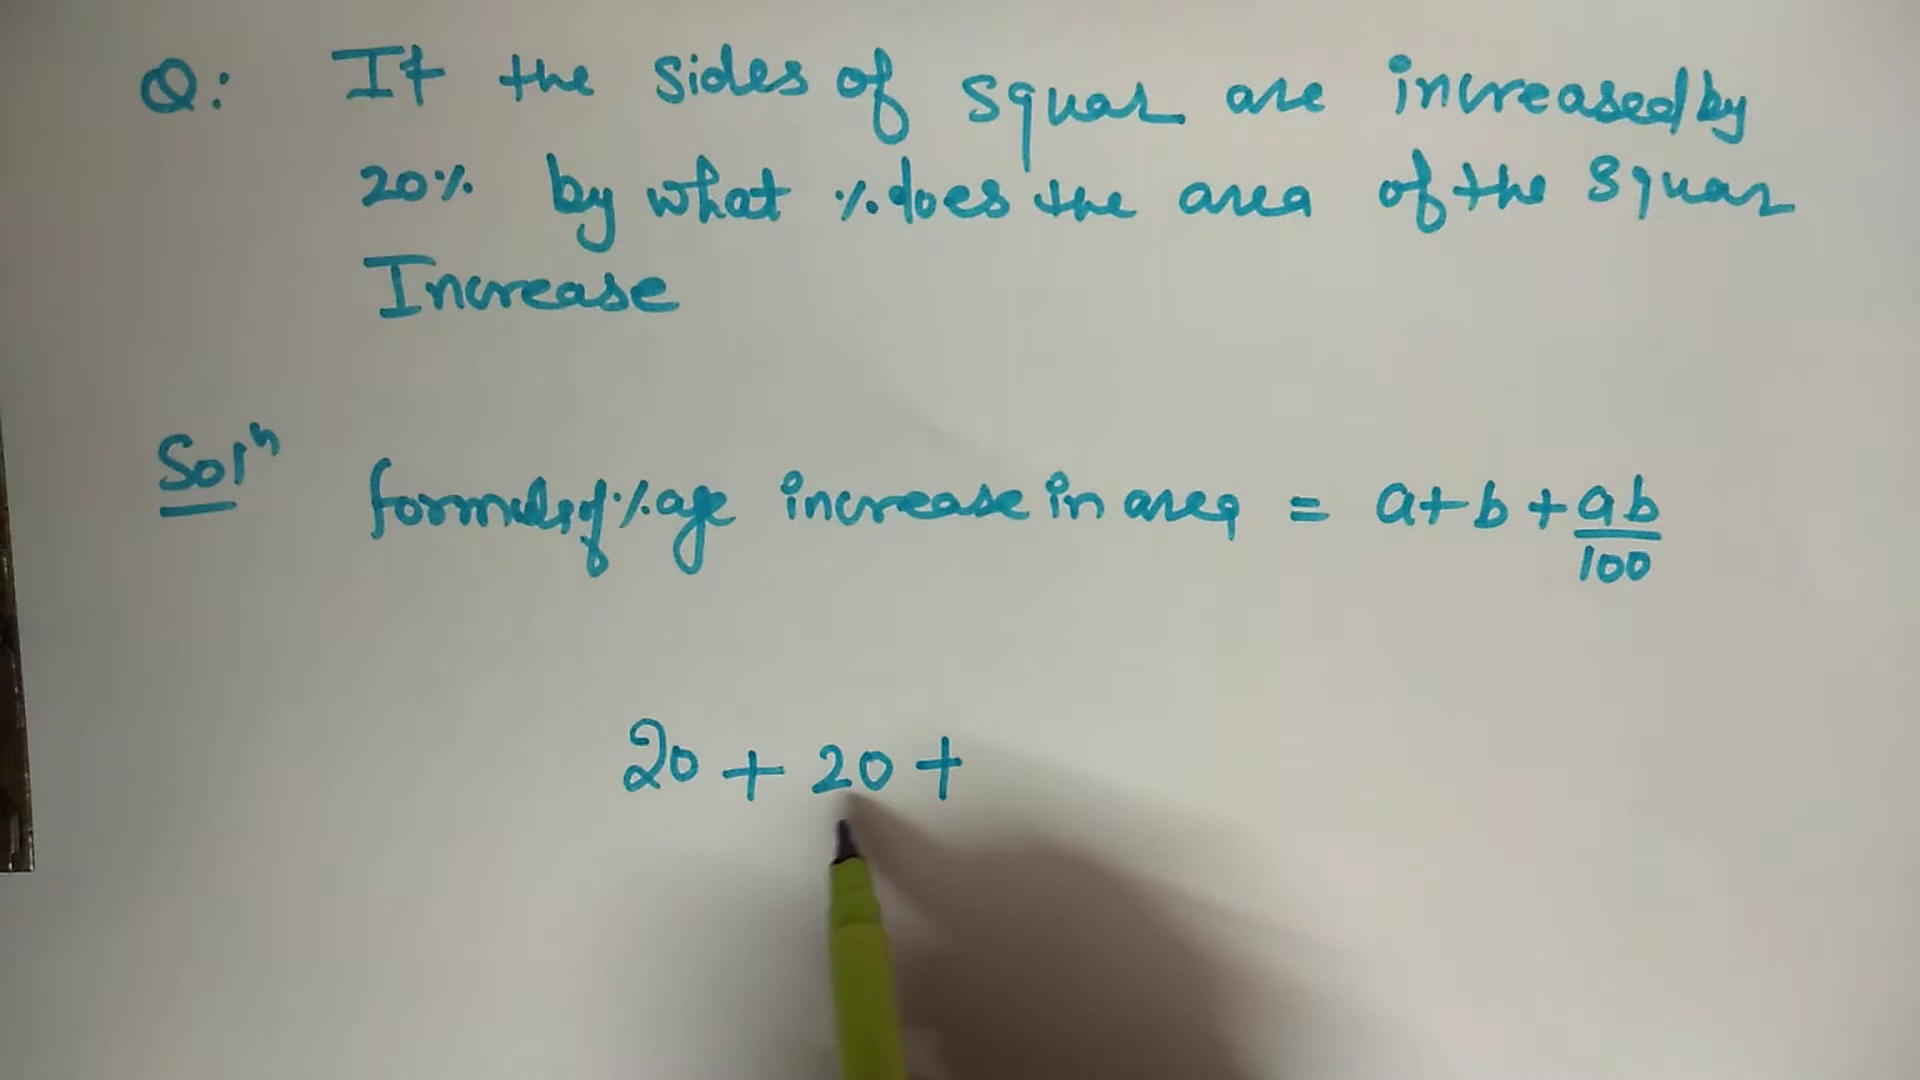 Q: If the sides of squar are increased by
20% by what % does the area of the squar
Increase
Solⁿ formula of %age increase in area = a+b+ab/100
20 + 20 +